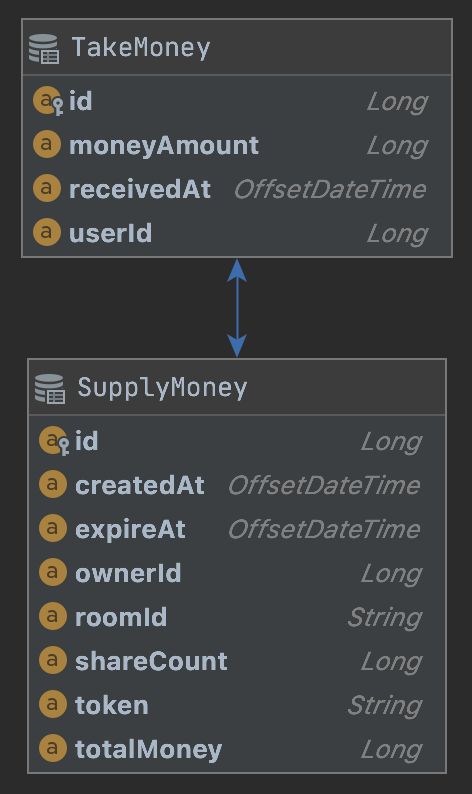 TakeMoney
id Long
moneyAmount Long
receivedAt OffsetDateTime
userId Long
SupplyMoney
id Long
createdAt OffsetDateTime
expireAt OffsetDateTime
ownerId Long
roomId String
shareCount Long
token String
totalMoney Long